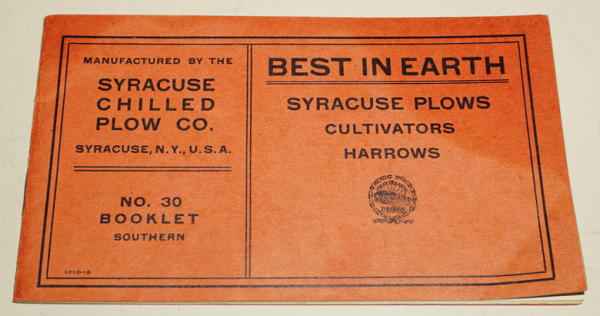 MANUFACTURED BY THE
SYRACUSE
CHILLED
PLOW CO.
SYRACUSE, N.Y., U.S.A.
NO. 30
BOOKLET
SOUTHERN
BEST IN EARTH
SYRACUSE PLOWS
CULTIVATORS
HARROWS